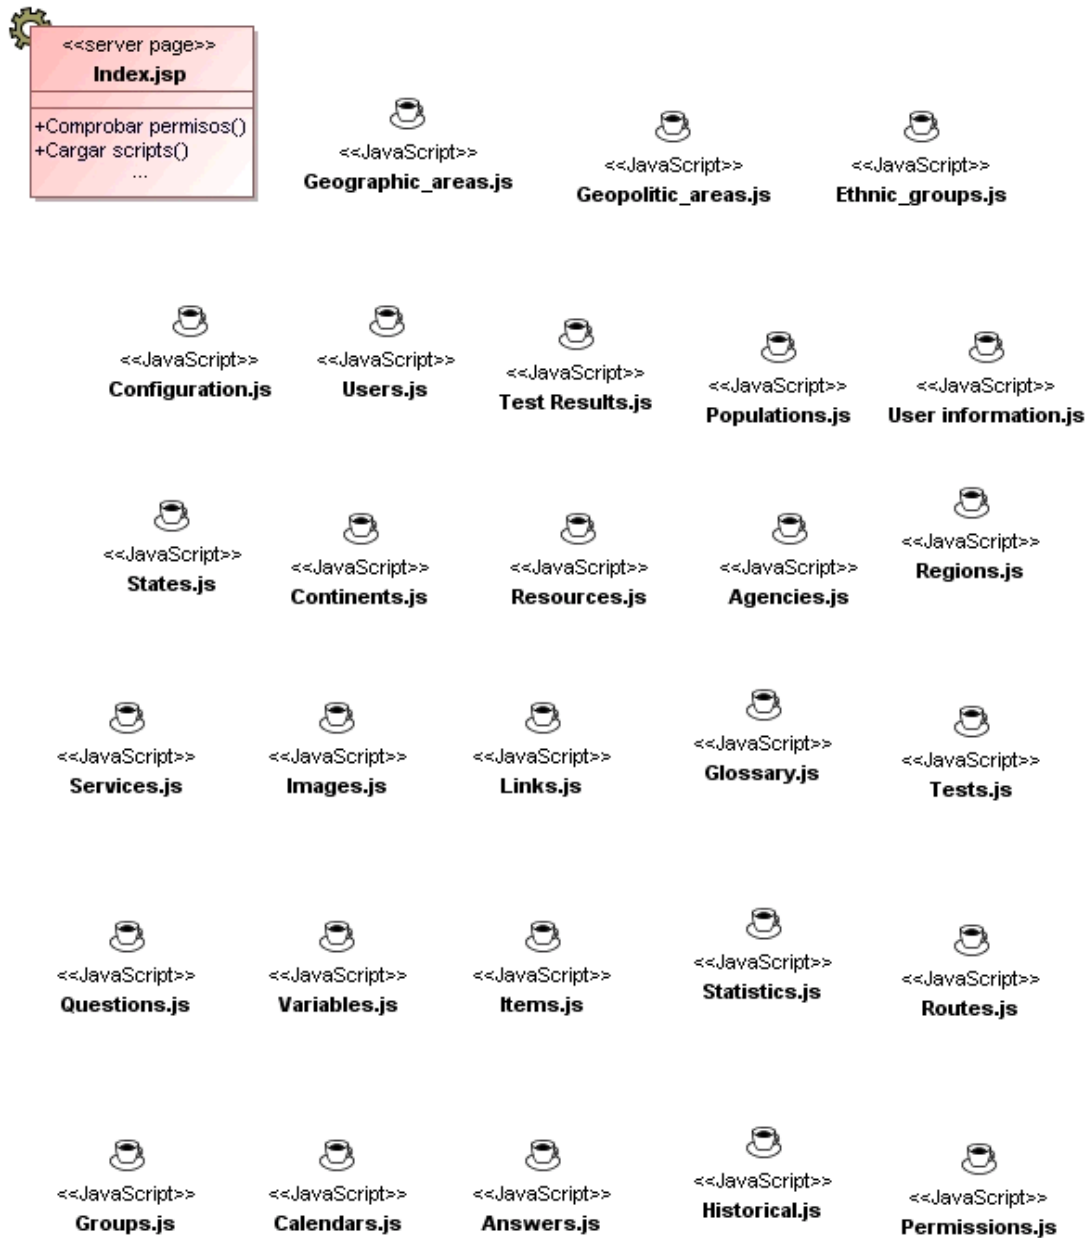 <<server page>>
Index.jsp
+Comprobar permisos()
+Cargar scripts()
...
<<JavaScript>>
Geographic_areas.js
<<JavaScript>>
Geopolitic_areas.js
<<JavaScript>>
Ethnic_groups.js
<<JavaScript>>
Configuration.js
<<JavaScript>>
Users.js
<<JavaScript>>
Test Results.js
<<JavaScript>>
Populations.js
<<JavaScript>>
User information.js
<<JavaScript>>
States.js
<<JavaScript>>
Continents.js
<<JavaScript>>
Resources.js
<<JavaScript>>
Agencies.js
<<JavaScript>>
Regions.js
<<JavaScript>>
Services.js
<<JavaScript>>
Images.js
<<JavaScript>>
Links.js
<<JavaScript>>
Glossary.js
<<JavaScript>>
Tests.js
<<JavaScript>>
Questions.js
<<JavaScript>>
Variables.js
<<JavaScript>>
Items.js
<<JavaScript>>
Statistics.js
<<JavaScript>>
Routes.js
<<JavaScript>>
Groups.js
<<JavaScript>>
Calendars.js
<<JavaScript>>
Answers.js
<<JavaScript>>
Historical.js
<<JavaScript>>
Permissions.js